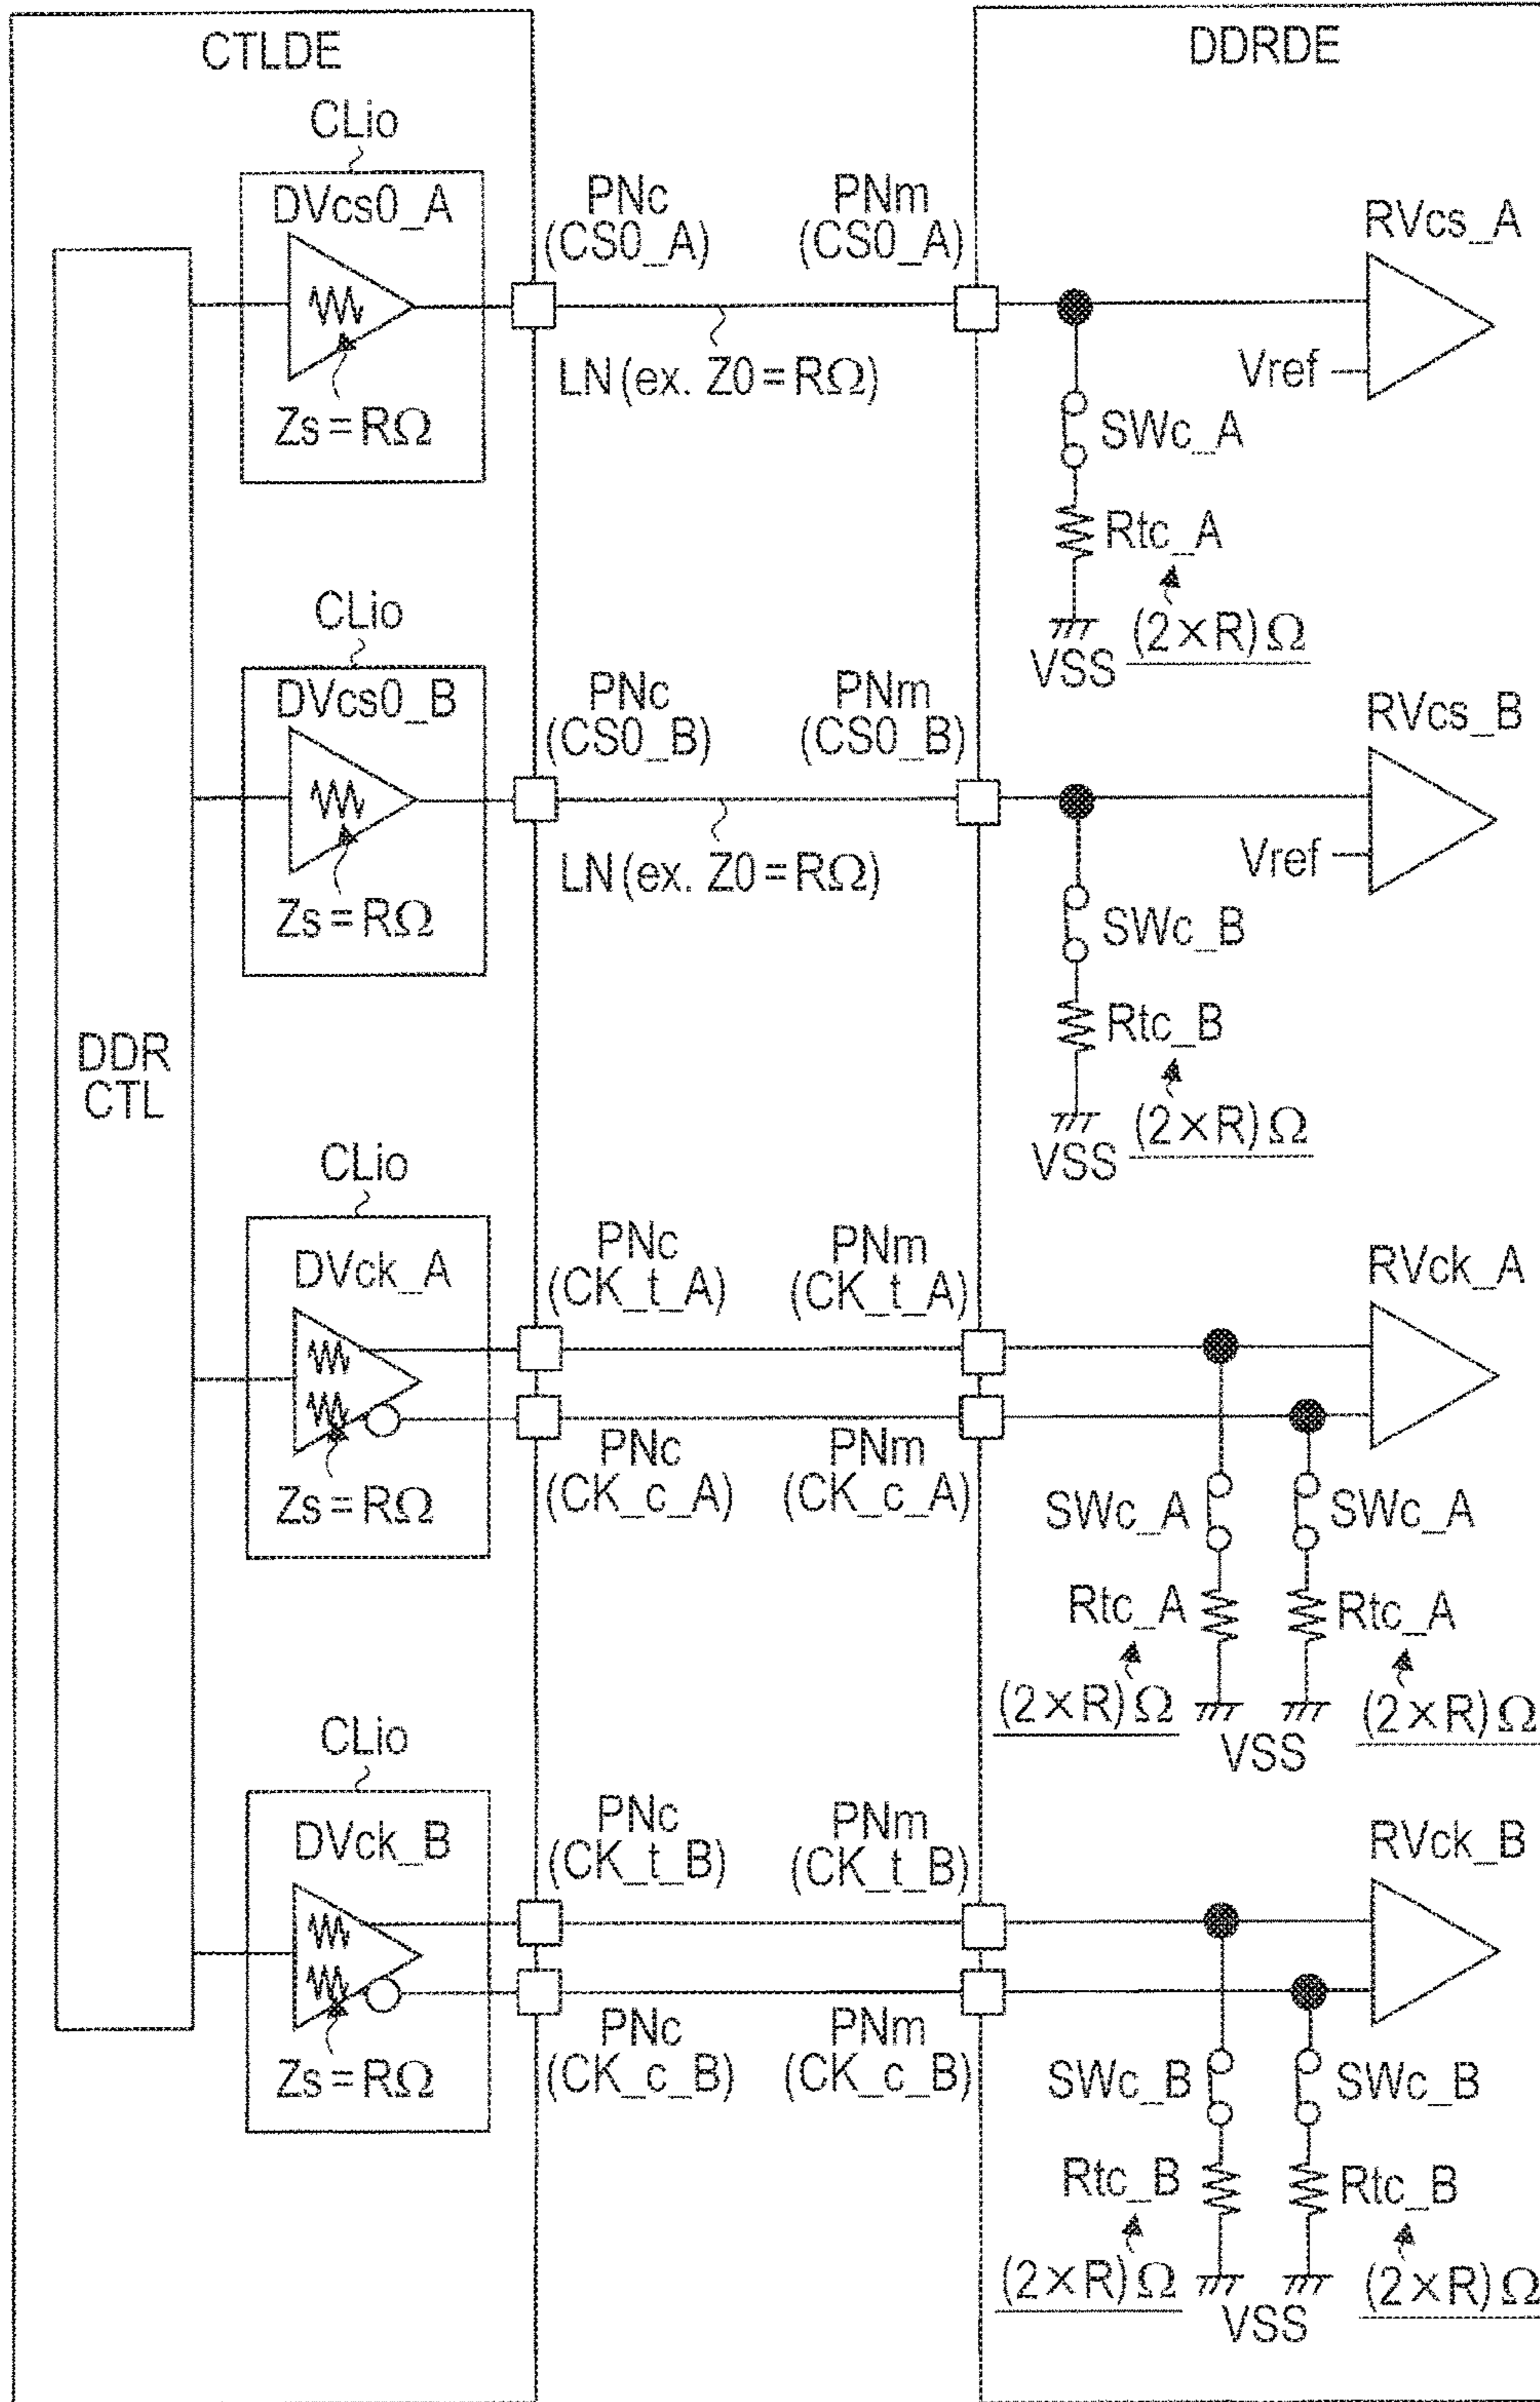 CTLDE
DDRDE
CLio
DVcs0_A
PNc
(CS0_A)
PNm
(CS0_A)
RVcs_A
LN(ex. Z0=RΩ)
Vref
Zs=RΩ
SWc_A
Rtc_A
(2×R)Ω
VSS
CLio
DVcs0_B
PNc
(CS0_B)
PNm
(CS0_B)
RVcs_B
LN(ex. Z0=RΩ)
Vref
Zs=RΩ
SWc_B
Rtc_B
(2×R)Ω
VSS
DDR
CTL
CLio
DVck_A
PNc
(CK_t_A)
PNm
(CK_t_A)
RVck_A
PNc
(CK_c_A)
PNm
(CK_c_A)
Zs=RΩ
SWc_A
SWc_A
Rtc_A
Rtc_A
(2×R)Ω
(2×R)Ω
VSS
CLio
DVck_B
PNc
(CK_t_B)
PNm
(CK_t_B)
RVck_B
PNc
(CK_c_B)
PNm
(CK_c_B)
Zs=RΩ
SWc_B
SWc_B
Rtc_B
Rtc_B
(2×R)Ω
(2×R)Ω
VSS